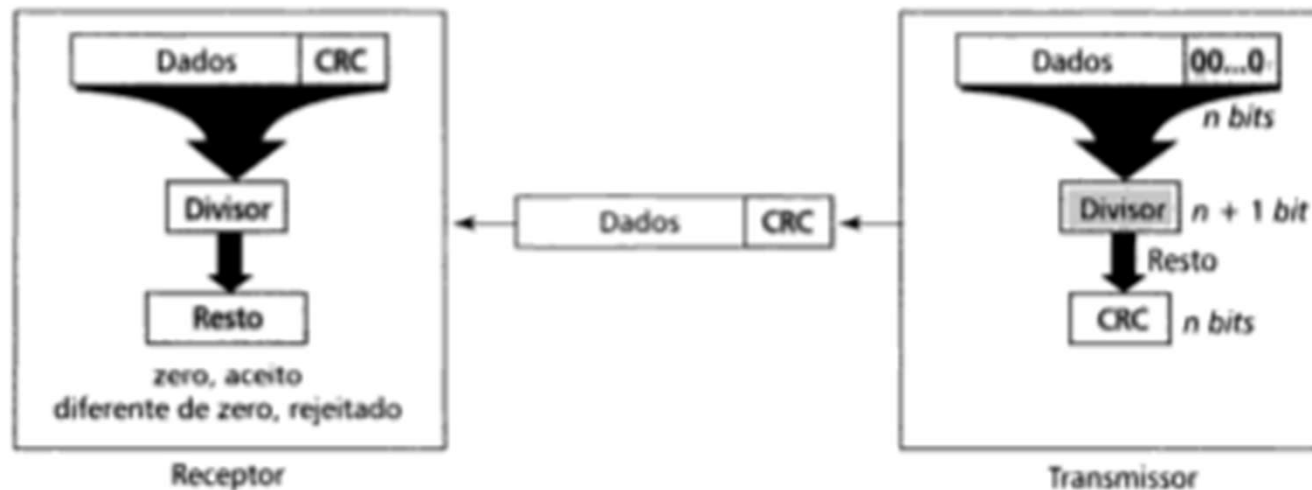 Dados CRC
Divisor
Resto
zero, aceito
diferente de zero, rejeitado
Receptor
Dados CRC
Dados 00...0
n bits
Divisor n + 1 bit
Resto
CRC n bits
Transmissor